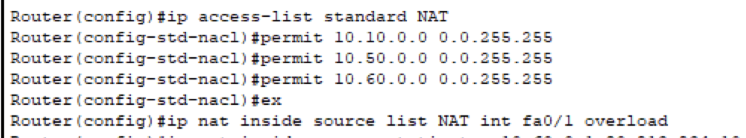 Router(config)#ip access-list standard NAT
Router(config-std-nacl)#permit 10.10.0.0 0.0.255.255
Router(config-std-nacl)#permit 10.50.0.0 0.0.255.255
Router(config-std-nacl)#permit 10.60.0.0 0.0.255.255
Router(config-std-nacl)#ex
Router(config)#ip nat inside source list NAT int fa0/1 overload